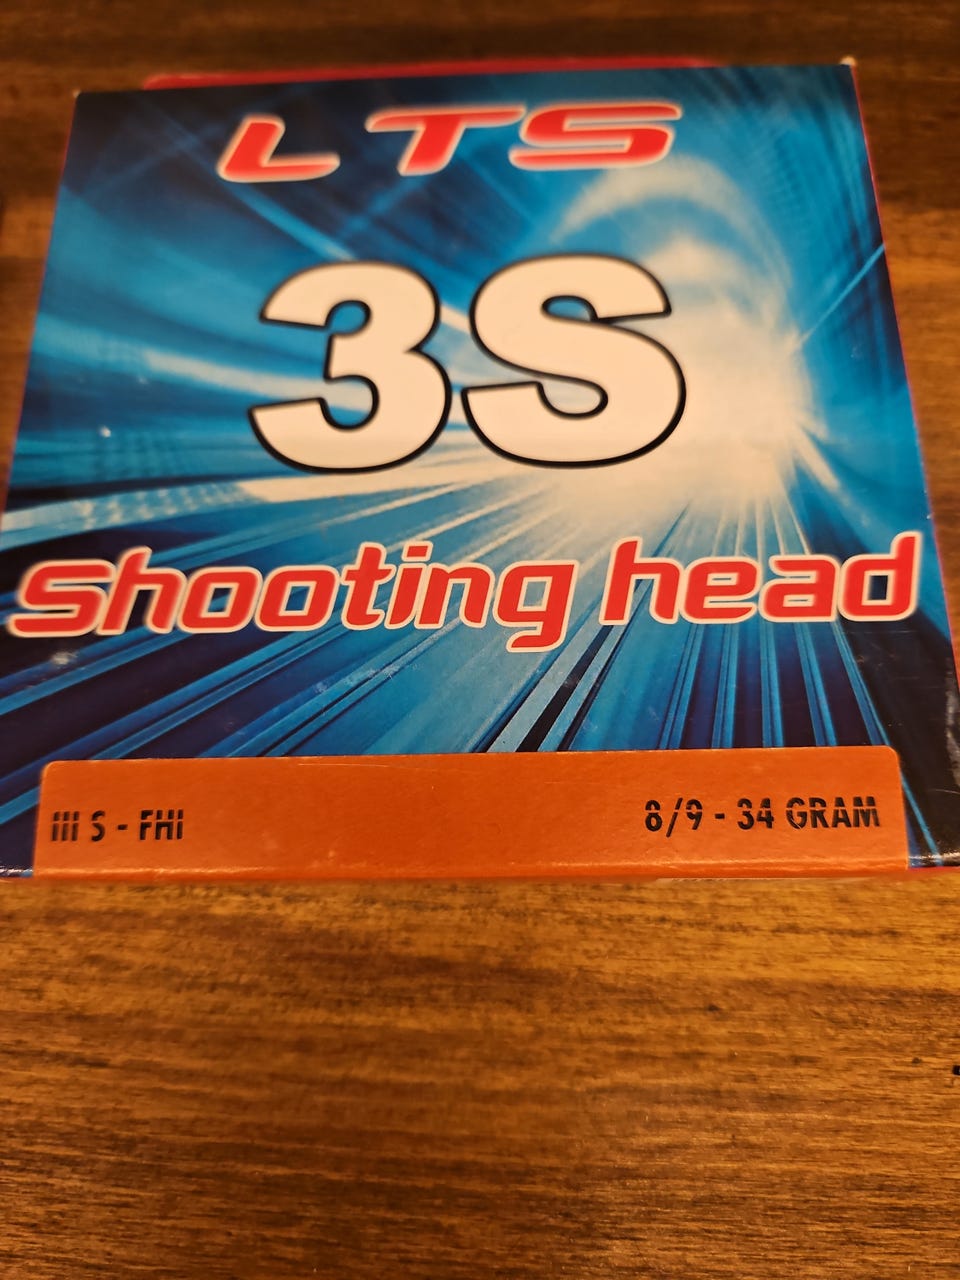 LTS
3S
Shooting head
III S - FHI 8/9 - 34 GRAM